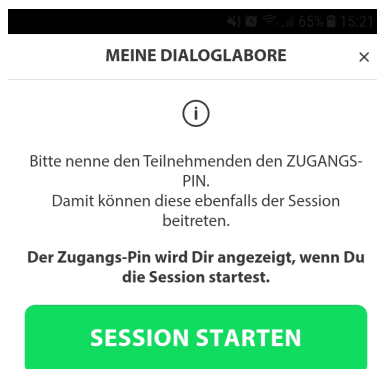 65% 15:21
MEINE DIALOGLABORE ×
i
Bitte nenne den Teilnehmenden den ZUGANGS-
PIN.
Damit können diese ebenfalls der Session
beitreten.
Der Zugangs-Pin wird Dir angezeigt, wenn Du
die Session startest.
SESSION STARTEN